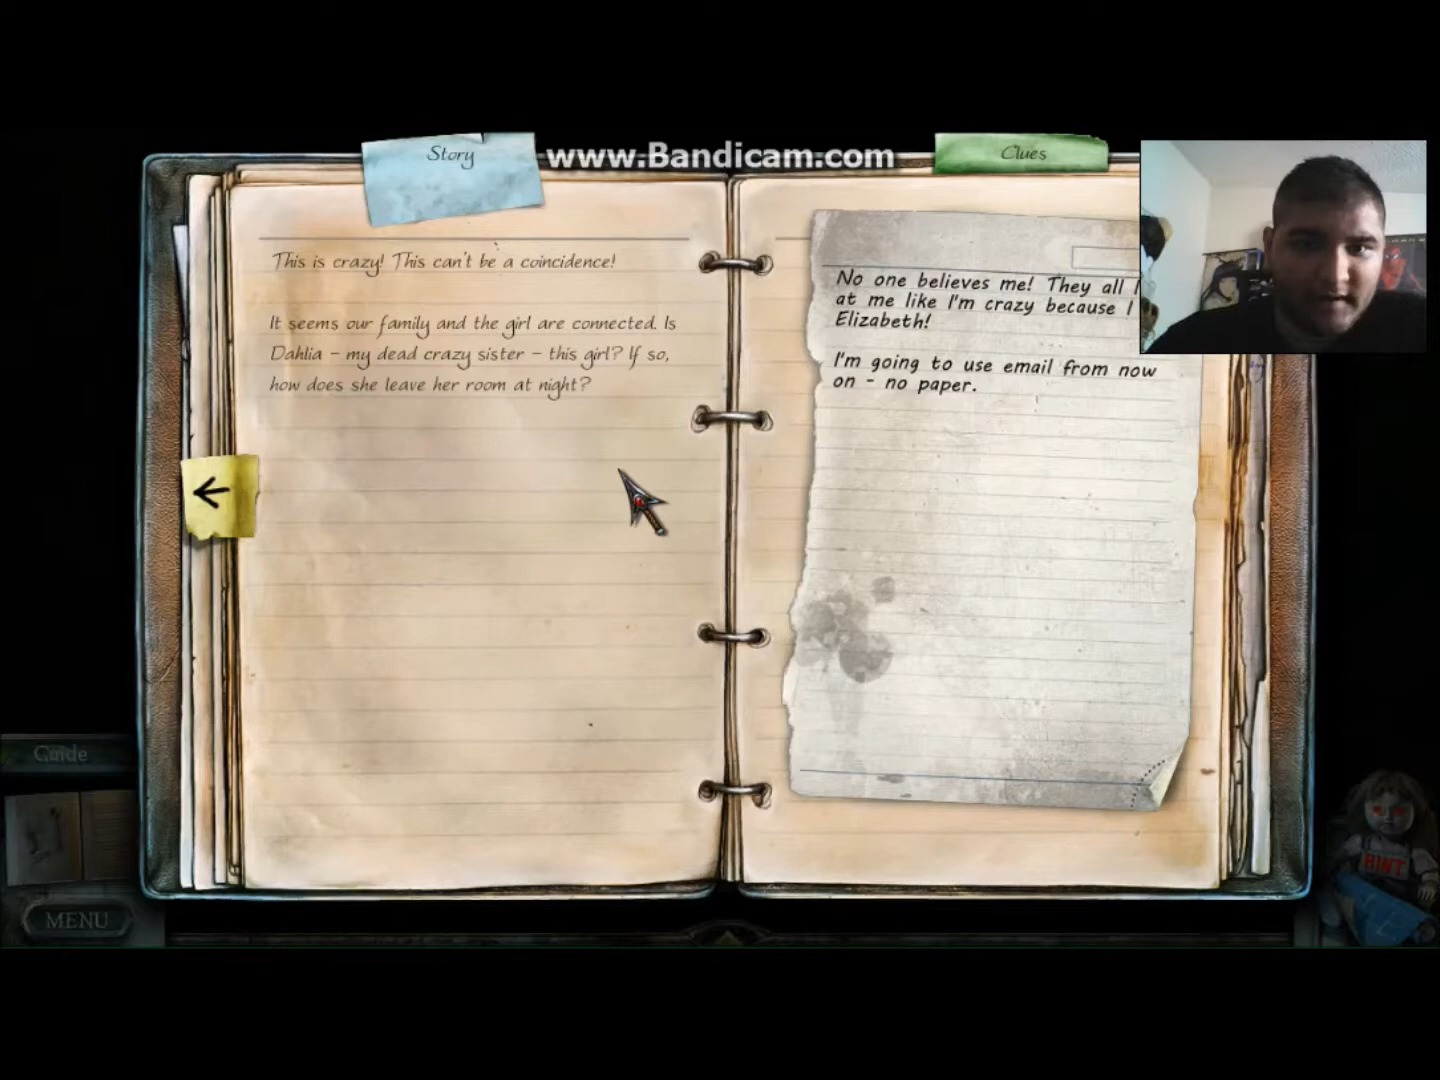 Story
www.Bandicam.com
Clues
This is crazy! This can't be a coincidence!
It seems our family and the girl are connected. Is
Dahlia - my dead crazy sister - this girl? If so,
how does she leave her room at night?
No one believes me! They all
at me like I'm crazy because I
Elizabeth!
I'm going to use email from now
on - no paper.
Guide
MENU
HINT